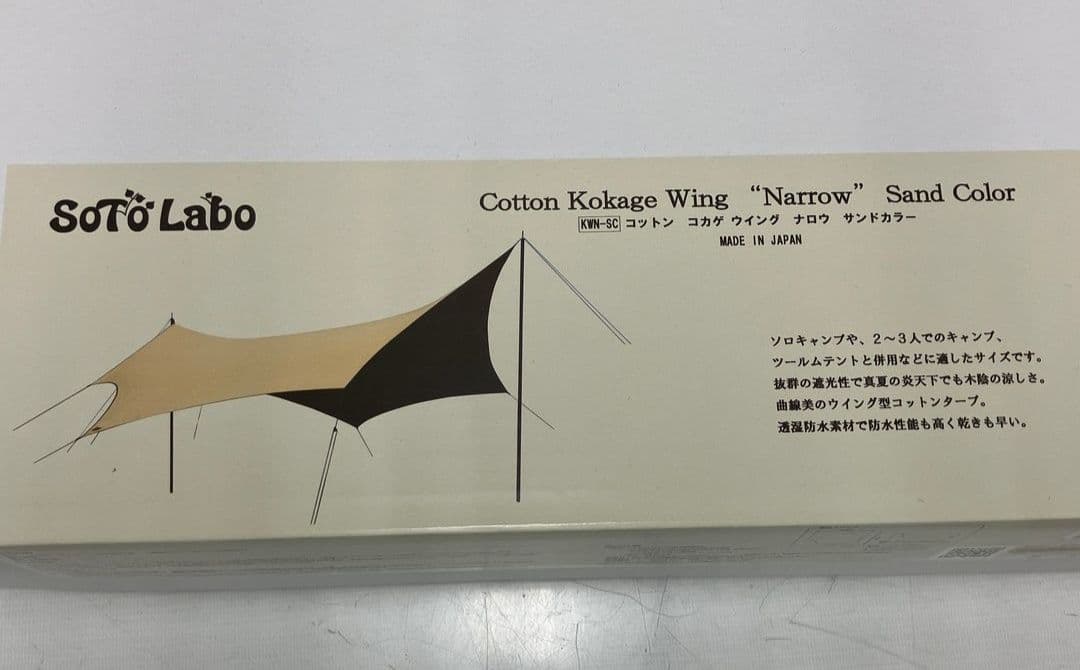 SoTo Labo
Cotton Kokage Wing “Narrow” Sand Color
KWN-SC コットン コカゲ ウイング ナロウ サンドカラー
MADE IN JAPAN
ソロキャンプや、2〜3人でのキャンプ、
ツールムテントと併用などに適したサイズです。
抜群の遮光性で真夏の炎天下でも木陰の涼しさ。
曲線美のウイング型コットンタープ。
透湿防水素材で防水性能も高く乾きも早い。